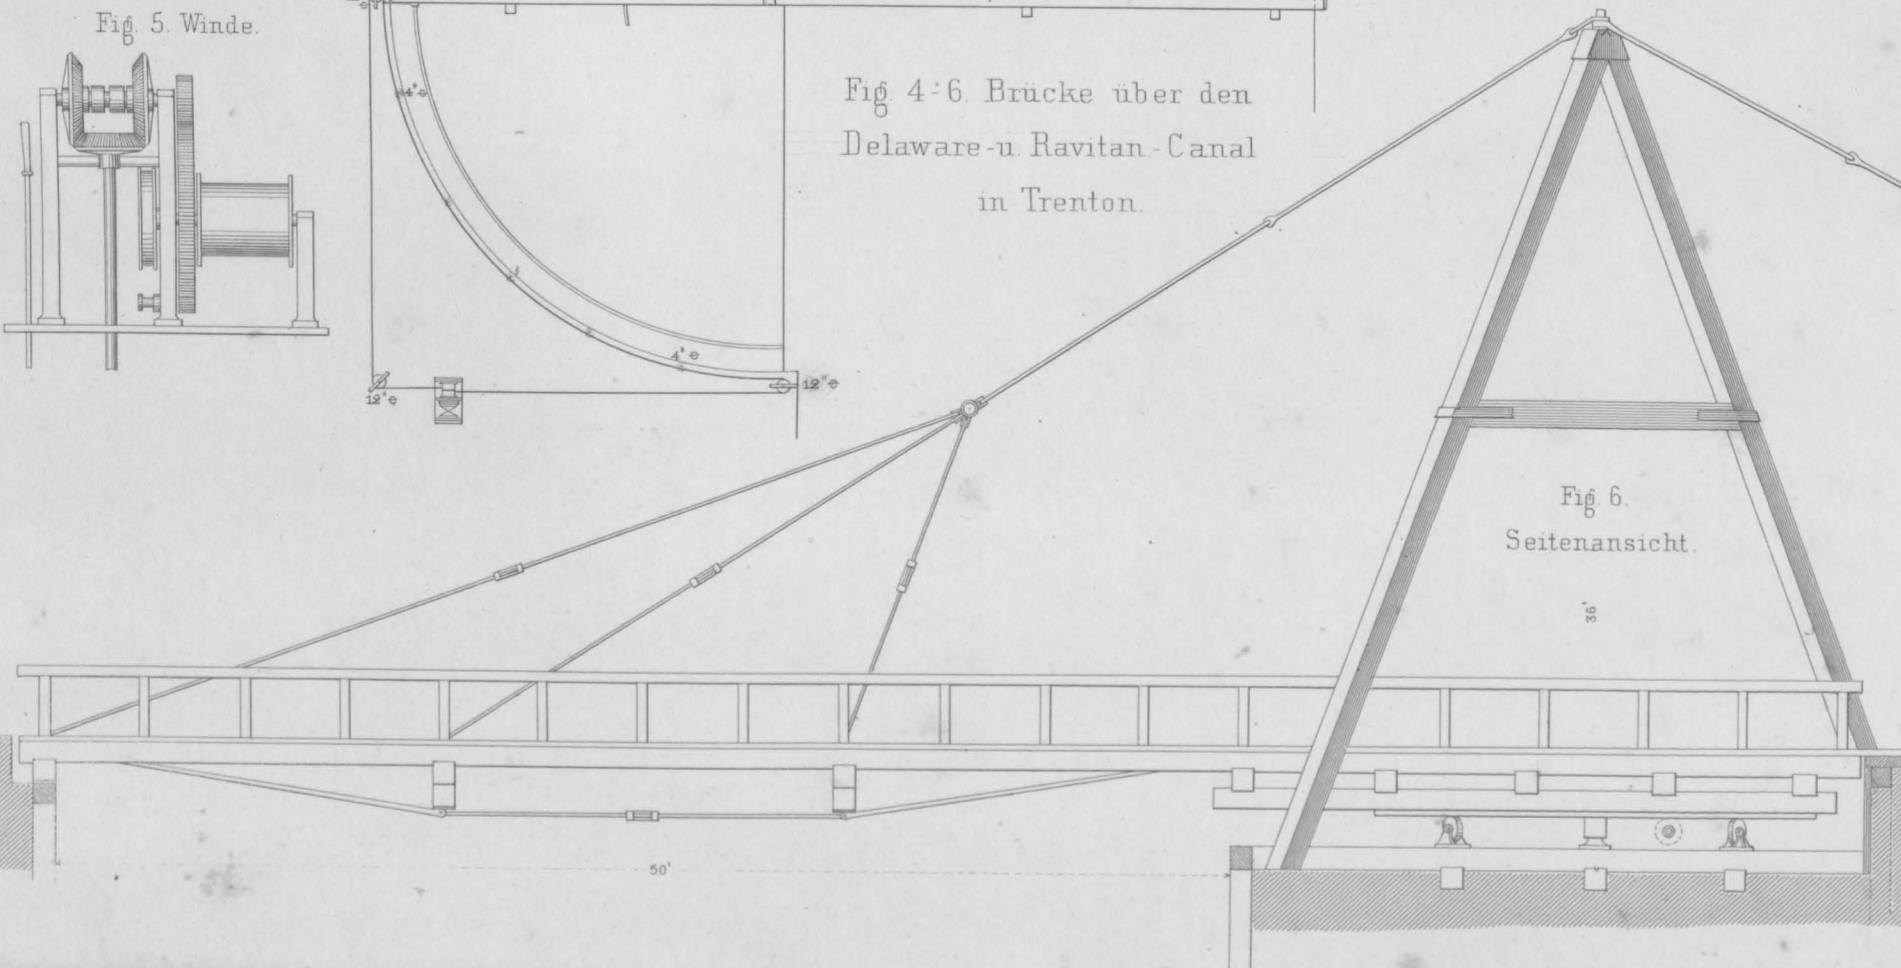 Fig. 5. Winde.
Fig. 4-6. Brücke über den
Delaware-u. Ravitan-Canal
in Trenton.
4"
4"
12"
12"
Fig. 6.
Seitenansicht.
36'
50'